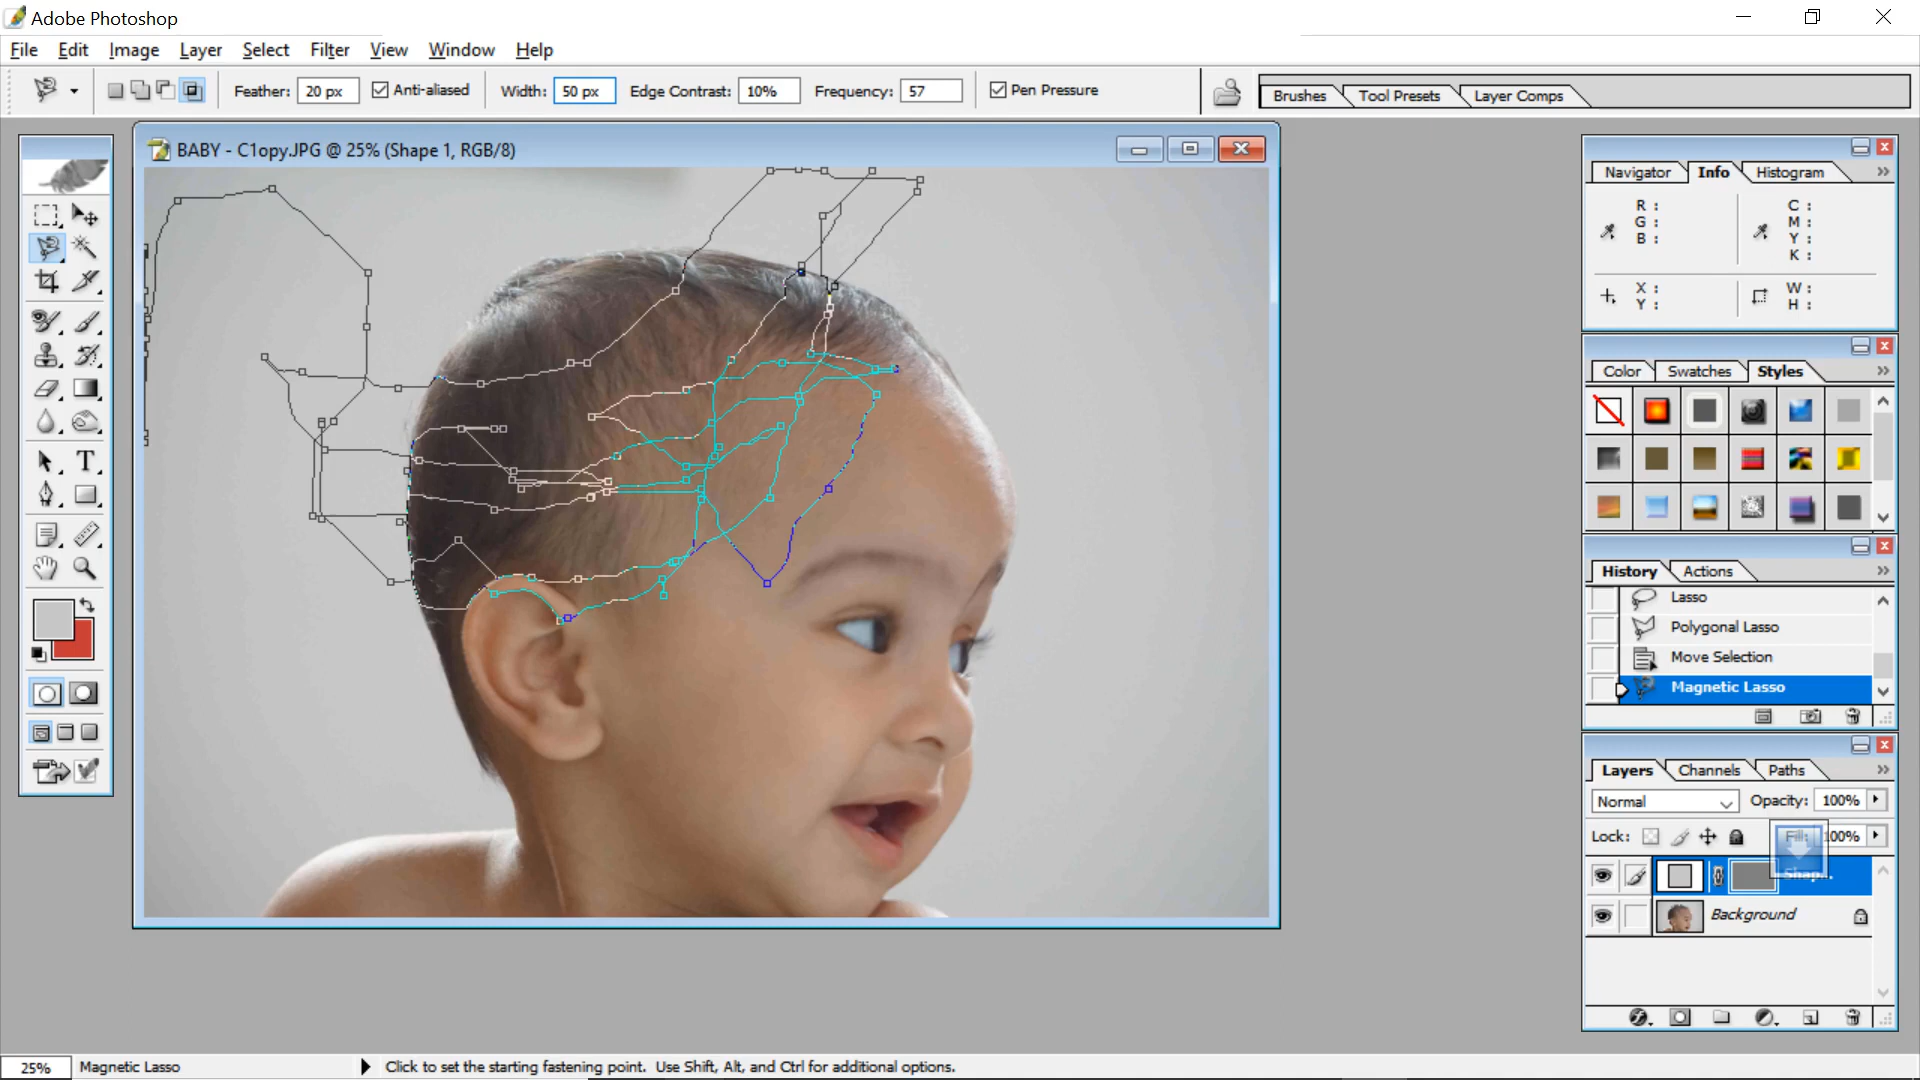 Adobe Photoshop
File Edit Image Layer Select Filter View Window Help
Feather: 20 px Anti-aliased Width: 50 px Edge Contrast: 10% Frequency: 57 Pen Pressure
Brushes Tool Presets Layer Comps
BABY - C1opy.JPG @ 25% (Shape 1, RGB/8)
Navigator Info Histogram
R : C :
G : M :
B : Y :
K :
X : W :
Y : H :
Color Swatches Styles
History Actions
Lasso
Polygonal Lasso
Move Selection
Magnetic Lasso
Layers Channels Paths
Normal Opacity: 100%
Lock: Fill: 100%
Shap...
Background
25% Magnetic Lasso Click to set the starting fastening point. Use Shift, Alt, and Ctrl for additional options.